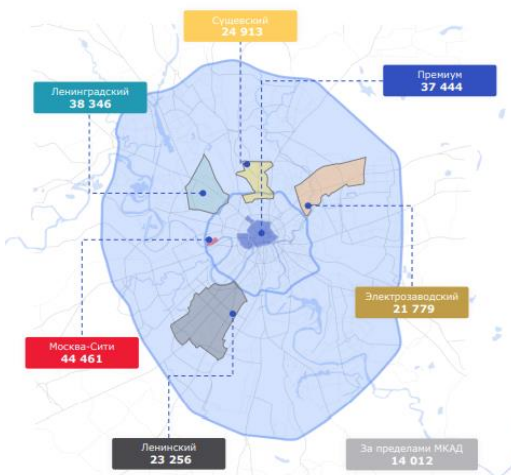 Сущевский
24 913
Премиум
37 444
Ленинградский
38 346
Электрозаводский
21 779
Москва-Сити
44 461
Ленинский
23 256
За пределами МКАД
14 012